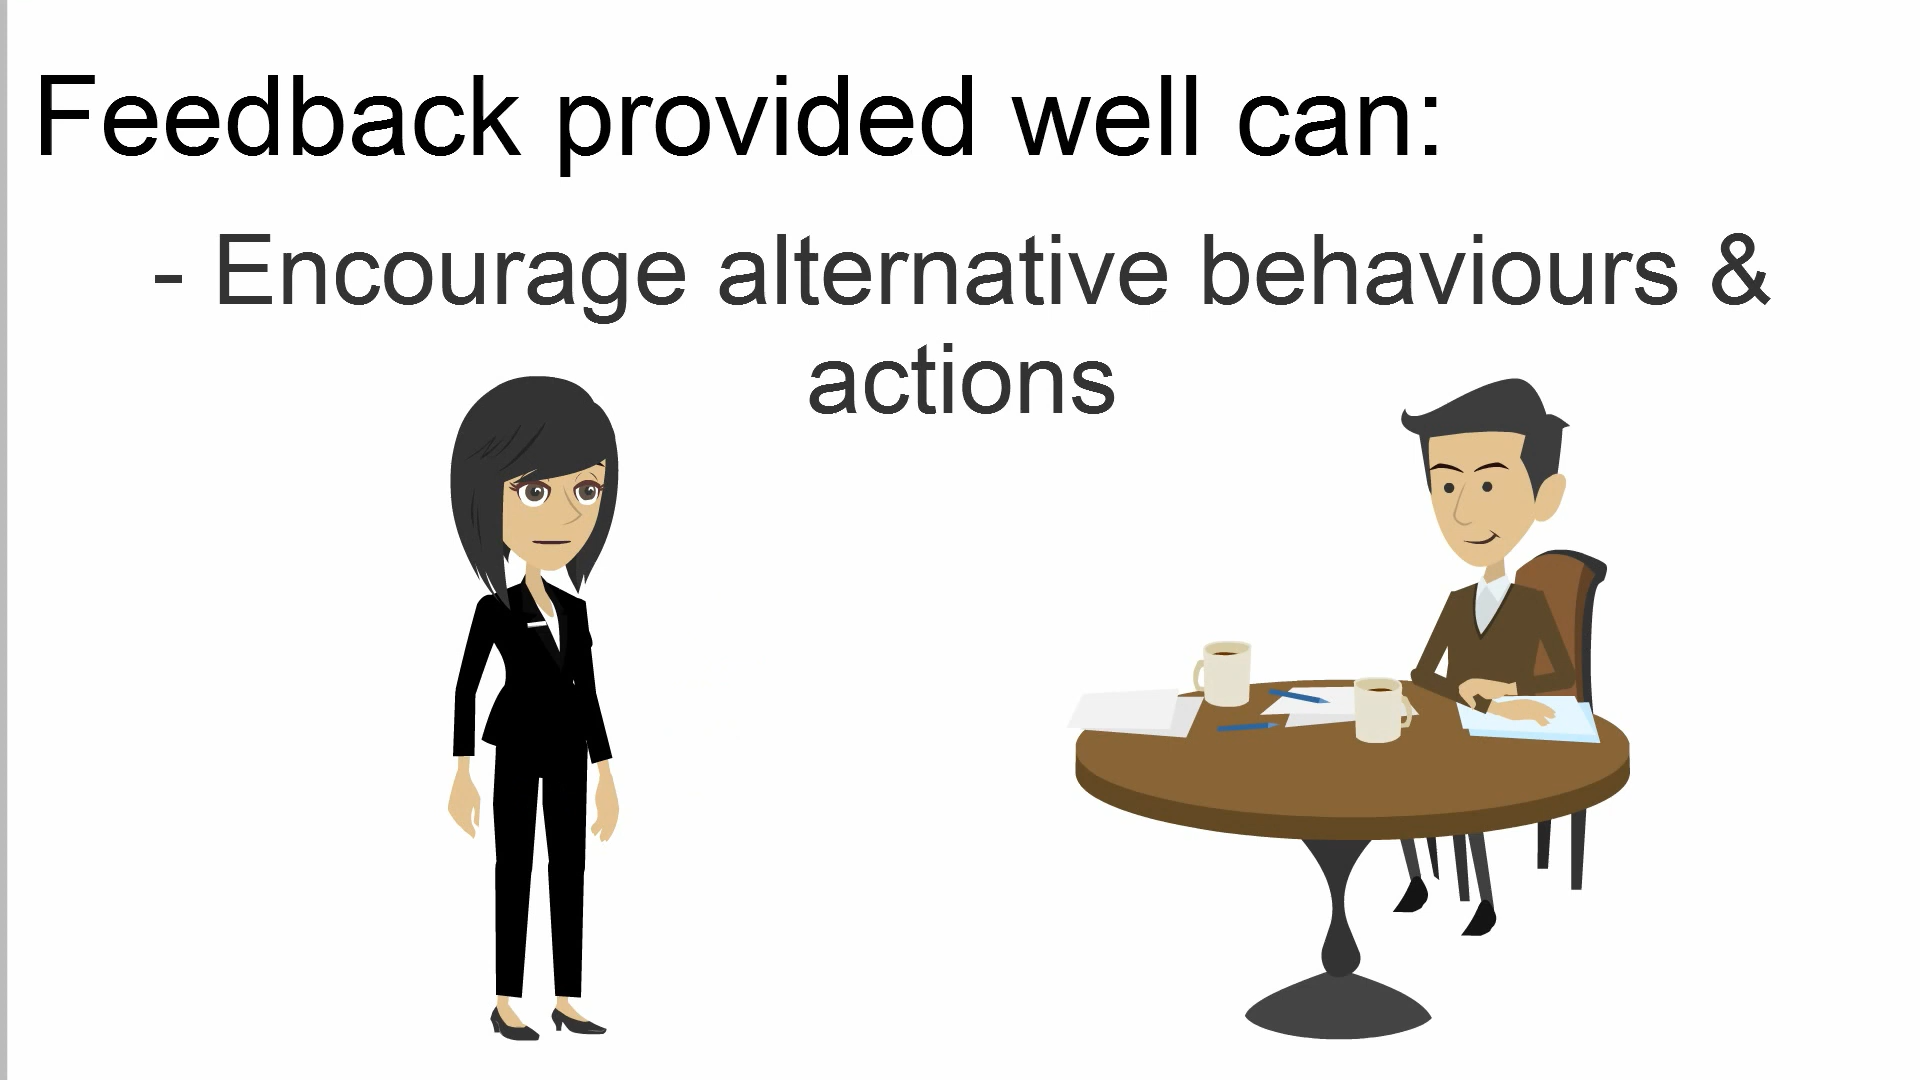 Feedback provided well can:
- Encourage alternative behaviours &
actions